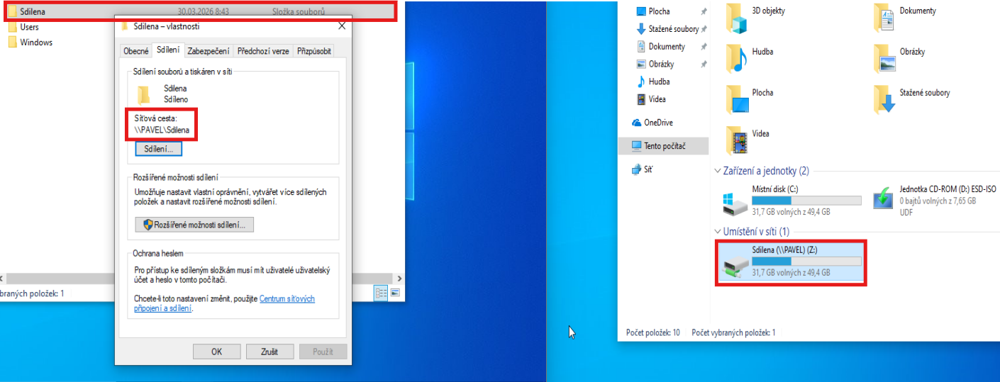 Sdilena 30.03.2026 8:43 Složka souborů
Users
Windows
Sdilena – vlastnosti
Obecné Sdílení Zabezpečení Předchozí verze Přizpůsobit
Sdílení souborů a tiskáren v síti
Sdilena
Sdíleno
Síťová cesta:
\\PAVEL\Sdilena
Sdílení...
Rozšířené možnosti sdílení
Umožňuje nastavit vlastní oprávnění, vytvářet více sdílených
položek a nastavit rozšířené možnosti sdílení.
Rozšířené možnosti sdílení...
Ochrana heslem
Pro přístup ke sdíleným složkám musí mít uživatelé uživatelský
účet a heslo v tomto počítači.
Chcete-li toto nastavení změnit, použijte Centrum síťových
připojení a sdílení.
OK Zrušit Použít
braných položek: 1
Plocha
Stažené soubory
Dokumenty
Obrázky
Hudba
Videa
OneDrive
Tento počítač
Síť
3D objekty
Dokumenty
Hudba
Obrázky
Plocha
Stažené soubory
Videa
Zařízení a jednotky (2)
Místní disk (C:)
31,7 GB volných z 49,4 GB
Jednotka CD-ROM (D:) ESD-ISO
0 bajtů volných z 7,65 GB
UDF
Umístění v síti (1)
Sdilena (\\PAVEL) (Z:)
31,7 GB volných z 49,4 GB
Počet položek: 10 Počet vybraných položek: 1